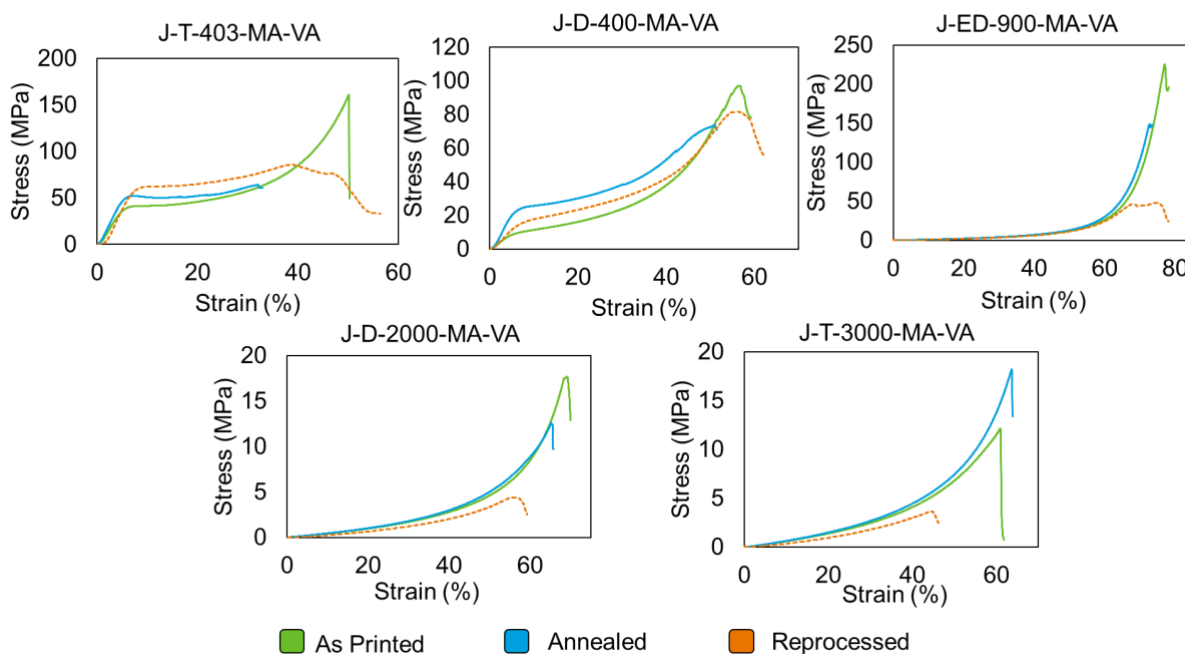 J-T-403-MA-VA
200
150
100
50
0
Stress (MPa)
0 20 40 60
Strain (%)
J-D-400-MA-VA
120
100
80
60
40
20
0
Stress (MPa)
0 20 40 60
Strain (%)
J-ED-900-MA-VA
250
200
150
100
50
0
Stress (MPa)
0 20 40 60 80
Strain (%)
J-D-2000-MA-VA
20
15
10
5
0
Stress (MPa)
0 20 40 60
Strain (%)
J-T-3000-MA-VA
20
15
10
5
0
Stress (MPa)
0 20 40 60
Strain (%)
As Printed
Annealed
Reprocessed